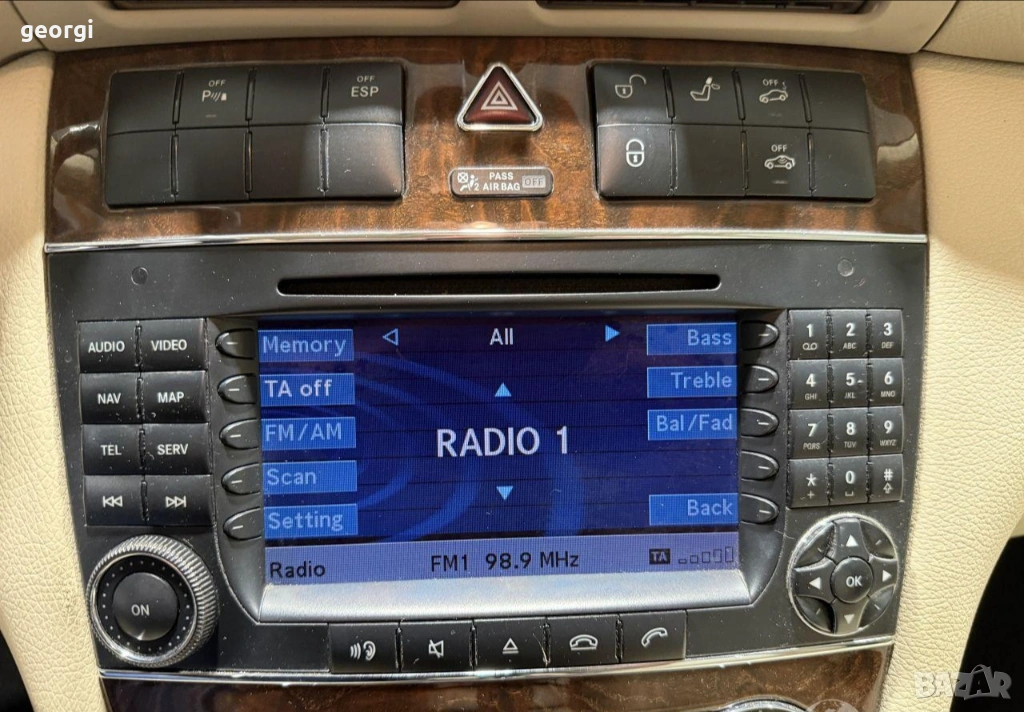 georgi
OFF
P
OFF
ESP
OFF
OFF
PASS
2 AIR BAG OFF
AUDIO
VIDEO
NAV
MAP
TEL
SERV
ON
Memory
TA off
FM/AM
Scan
Setting
All
RADIO 1
Bass
Treble
Bal/Fad
Back
Radio
FM1 98.9 MHz
TA
1 2 ABC 3 DEF
4 GHI 5 JKL 6 MNO
7 PQRS 8 TUV 9 WXYZ
* + 0 #
OK
BAZAR